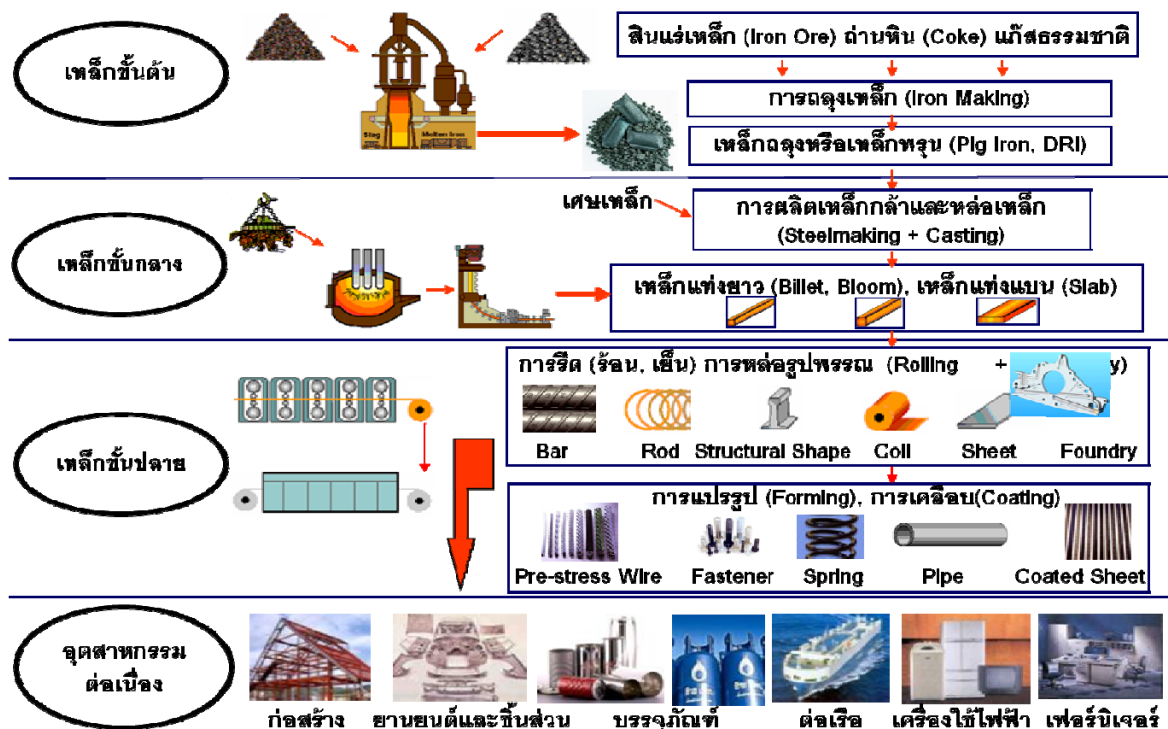 เหล็กขั้นต้น
สินแร่เหล็ก (Iron Ore) ถ่านหิน (Coke) แก๊สธรรมชาติ
การถลุงเหล็ก (Iron Making)
Slag Molten Iron
เหล็กถลุงหรือเหล็กพรุน (Pig Iron, DRI)
เหล็กขั้นกลาง
เศษเหล็ก
การผลิตเหล็กกล้าและหล่อเหล็ก
(Steelmaking + Casting)
เหล็กแท่งยาว (Billet, Bloom), เหล็กแท่งแบน (Slab)
เหล็กขั้นปลาย
การรีด (ร้อน, เย็น) การหล่อรูปพรรณ (Rolling + y)
Bar Rod Structural Shape Coil Sheet Foundry
การแปรรูป (Forming), การเคลือบ(Coating)
Pre-stress Wire Fastener Spring Pipe Coated Sheet
อุตสาหกรรม
ต่อเนื่อง
ก่อสร้าง ยานยนต์และชิ้นส่วน บรรจุภัณฑ์ ต่อเรือ เครื่องใช้ไฟฟ้า เฟอร์นิเจอร์